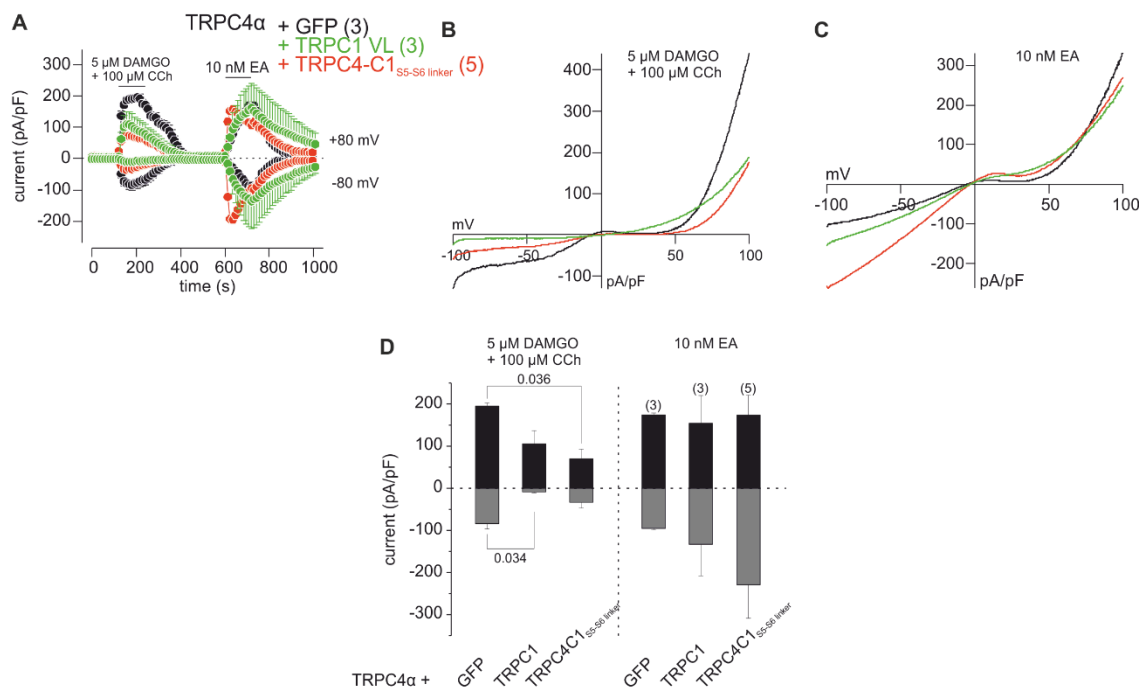 TRPC4α + GFP (3)
+ TRPC1 VL (3)
+ TRPC4-C1S5-S6 linker (5)
A
5 µM DAMGO
+ 100 µM CCh
10 nM EA
300
200
100
0
-100
-200
current (pA/pF)
+80 mV
-80 mV
0 200 400 600 800 1000
time (s)
B
5 µM DAMGO
+ 100 µM CCh
400
300
200
100
mV
-100 -50 50 100
-100
pA/pF
C
10 nM EA
300
200
100
mV
-100 -50 50 100
-100
-200
pA/pF
D
5 µM DAMGO
+ 100 µM CCh
10 nM EA
0.036
(3) (3) (5)
200
100
0
-100
-200
-300
current (pA/pF)
0.034
TRPC4α +
GFP
TRPC1
TRPC4C1S5-S6 linker
GFP
TRPC1
TRPC4C1S5-S6 linker